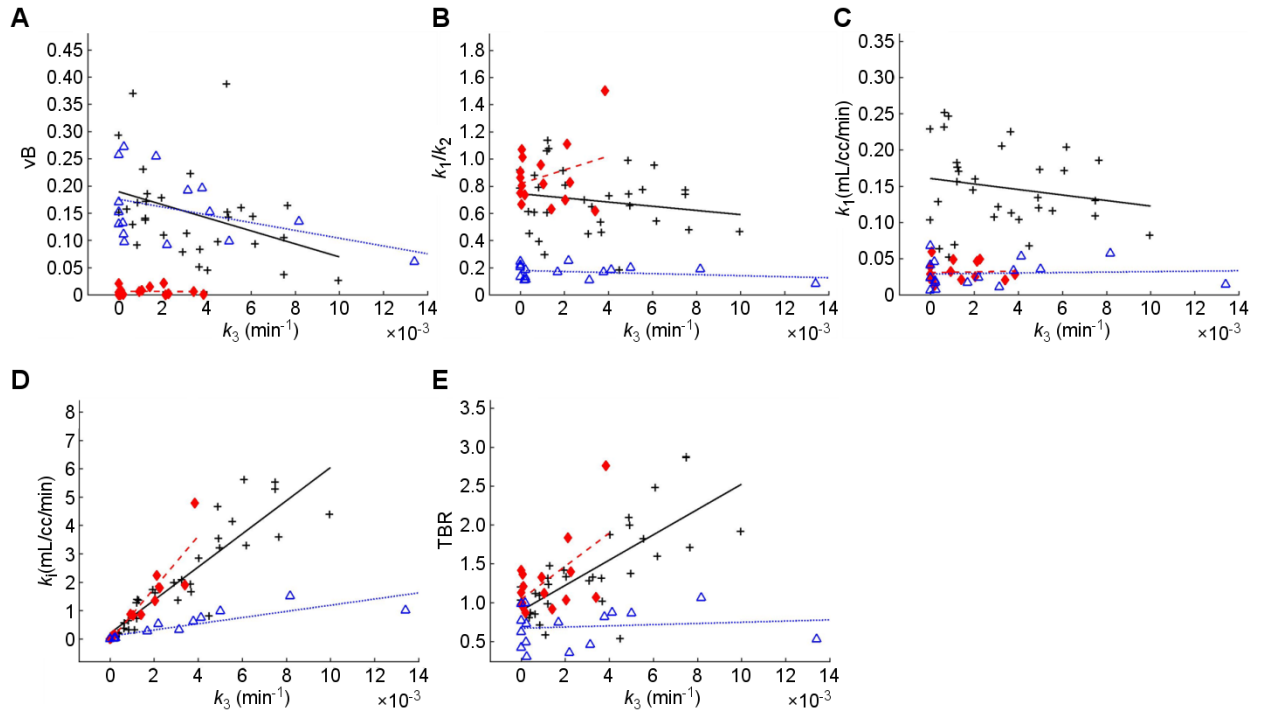 A
vB
0.45
0.40
0.35
0.30
0.25
0.20
0.15
0.10
0.05
0
0 2 4 6 8 10 12 14
k3 (min-1) ×10-3
B
k1/k2
1.8
1.6
1.4
1.2
1.0
0.8
0.6
0.4
0.2
0
0 2 4 6 8 10 12 14
k3 (min-1) ×10-3
C
k1(mL/cc/min)
0.35
0.30
0.25
0.20
0.15
0.10
0.05
0
0 2 4 6 8 10 12 14
k3 (min-1) ×10-3
D
ki(mL/cc/min)
8
7
6
5
4
3
2
1
0
0 2 4 6 8 10 12 14
k3 (min-1) ×10-3
E
TBR
3.5
3.0
2.5
2.0
1.5
1.0
0.5
0 2 4 6 8 10 12 14
k3 (min-1) ×10-3